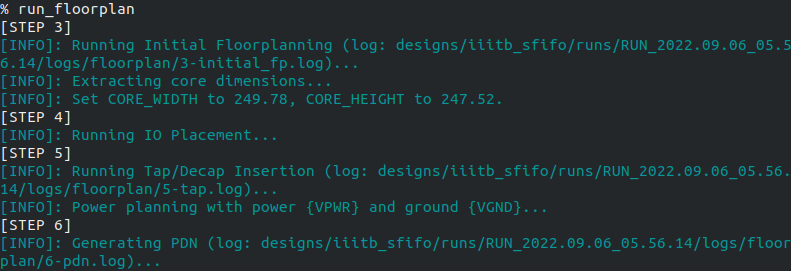 % run_floorplan
[STEP 3]
[INFO]: Running Initial Floorplanning (log: designs/iiitb_sfifo/runs/RUN_2022.09.06_05.5
6.14/logs/floorplan/3-initial_fp.log)...
[INFO]: Extracting core dimensions...
[INFO]: Set CORE_WIDTH to 249.78, CORE_HEIGHT to 247.52.
[STEP 4]
[INFO]: Running IO Placement...
[STEP 5]
[INFO]: Running Tap/Decap Insertion (log: designs/iiitb_sfifo/runs/RUN_2022.09.06_05.56.
14/logs/floorplan/5-tap.log)...
[INFO]: Power planning with power {VPWR} and ground {VGND}...
[STEP 6]
[INFO]: Generating PDN (log: designs/iiitb_sfifo/runs/RUN_2022.09.06_05.56.14/logs/floor
plan/6-pdn.log)...